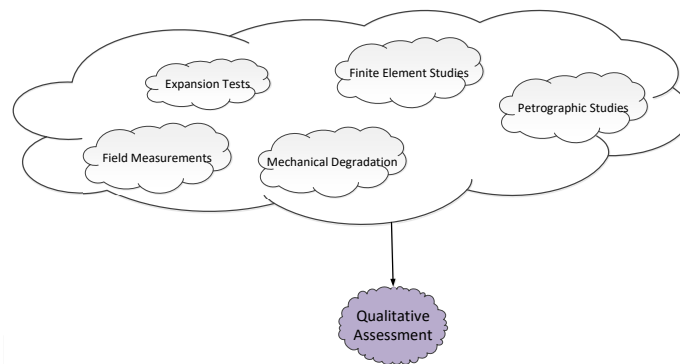 Finite Element Studies
Expansion Tests
Petrographic Studies
Field Measurements
Mechanical Degradation
Qualitative
Assessment